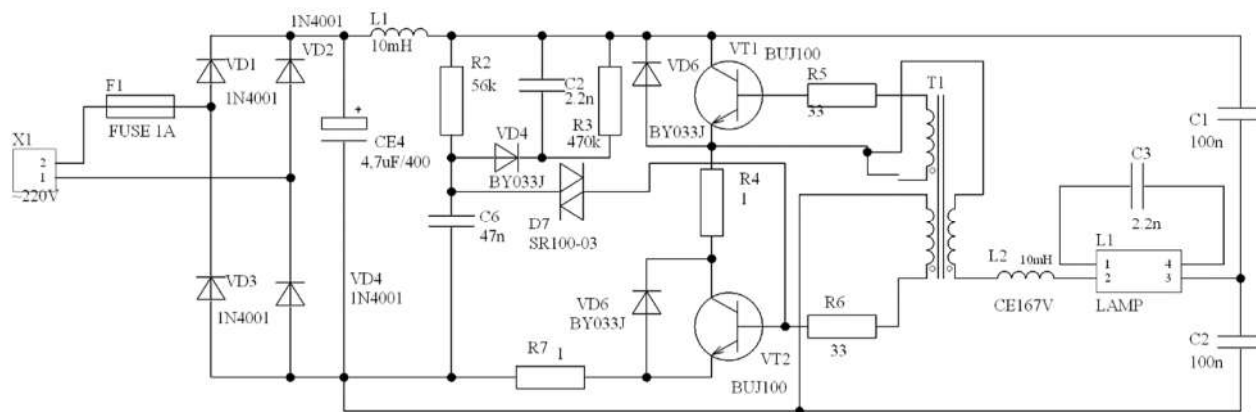 1N4001
L1
10mH
VD1
VD2
1N4001
F1
FUSE 1A
X1
2
1
~220V
+
CE4
4,7uF/400
R2
56k
C2
2.2n
R3
470k
VD4
BY033J
VD6
BY033J
VT1
BUJ100
R5
33
T1
C1
100n
C3
2.2n
R4
1
C6
47n
D7
SR100-03
L2
10mH
CE167V
L1
1
2
4
3
LAMP
VD3
1N4001
VD4
1N4001
VD6
BY033J
R7
1
VT2
BUJ100
R6
33
C2
100n